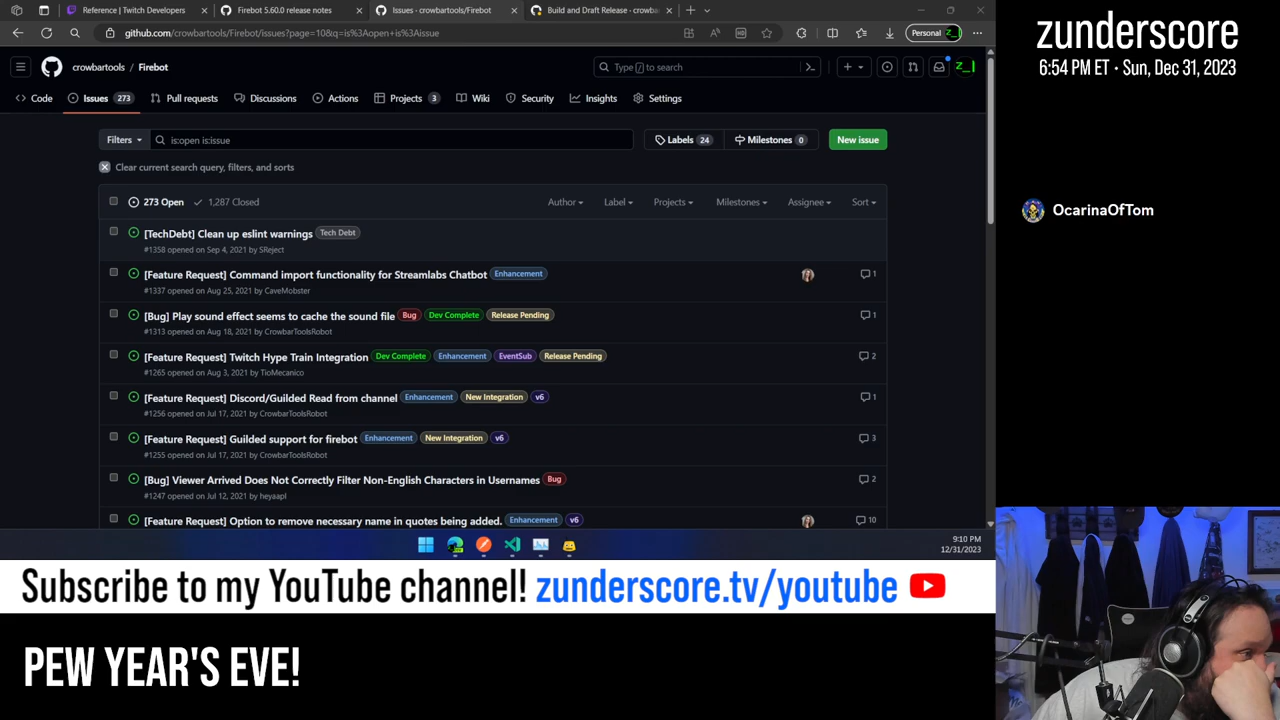 Reference | Twitch Developers
Firebot 5.60.0 release notes
Issues · crowbartools/Firebot
Build and Draft Release · crowba
github.com/crowbartools/Firebot/issues?page=10&q=is%3Aopen+is%3Aissue
Personal
z_|
crowbartools / Firebot
Type / to search
z_|
Code
Issues 273
Pull requests
Discussions
Actions
Projects 3
Wiki
Security
Insights
Settings
Filters
is:open is:issue
Labels 24
Milestones 0
New issue
Clear current search query, filters, and sorts
273 Open
1,287 Closed
Author
Label
Projects
Milestones
Assignee
Sort
[TechDebt] Clean up eslint warnings Tech Debt
#1358 opened on Sep 4, 2021 by SReject
[Feature Request] Command import functionality for Streamlabs Chatbot Enhancement 1
#1337 opened on Aug 25, 2021 by CaveMobster
[Bug] Play sound effect seems to cache the sound file Bug Dev Complete Release Pending 1
#1313 opened on Aug 18, 2021 by CrowbarToolsRobot
[Feature Request] Twitch Hype Train Integration Dev Complete Enhancement EventSub Release Pending 2
#1265 opened on Aug 3, 2021 by TioMecanico
[Feature Request] Discord/Guilded Read from channel Enhancement New Integration v6 1
#1256 opened on Jul 17, 2021 by CrowbarToolsRobot
[Feature Request] Guilded support for firebot Enhancement New Integration v6 3
#1255 opened on Jul 17, 2021 by CrowbarToolsRobot
[Bug] Viewer Arrived Does Not Correctly Filter Non-English Characters in Usernames Bug 2
#1247 opened on Jul 12, 2021 by heyaapl
[Feature Request] Option to remove necessary name in quotes being added. Enhancement v6 10
9:10 PM
12/31/2023
Subscribe to my YouTube channel! zunderscore.tv/youtube
PEW YEAR'S EVE!
zunderscore
6:54 PM ET · Sun, Dec 31, 2023
OcarinaOfTom